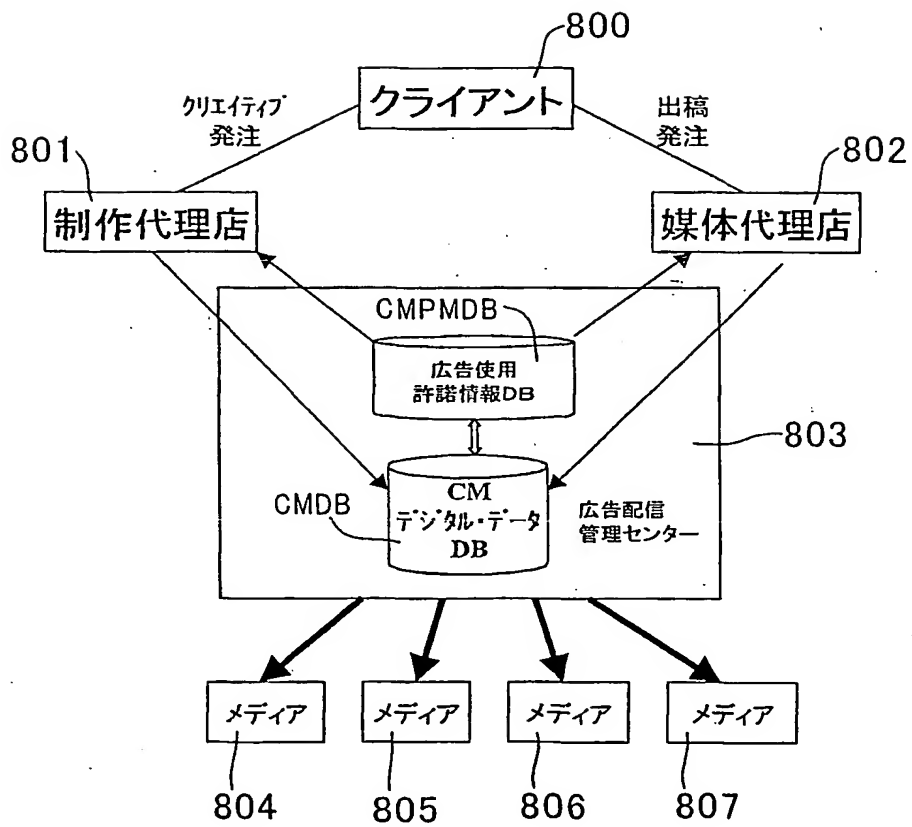 800
クライアント
クリエイティブ
発注
出稿
発注
801
802
制作代理店
媒体代理店
CMPMDB
広告使用
許諾情報DB
803
CMDB
CM
デジタル・データ
DB
広告配信
管理センター
メディア
メディア
メディア
メディア
804
805
806
807